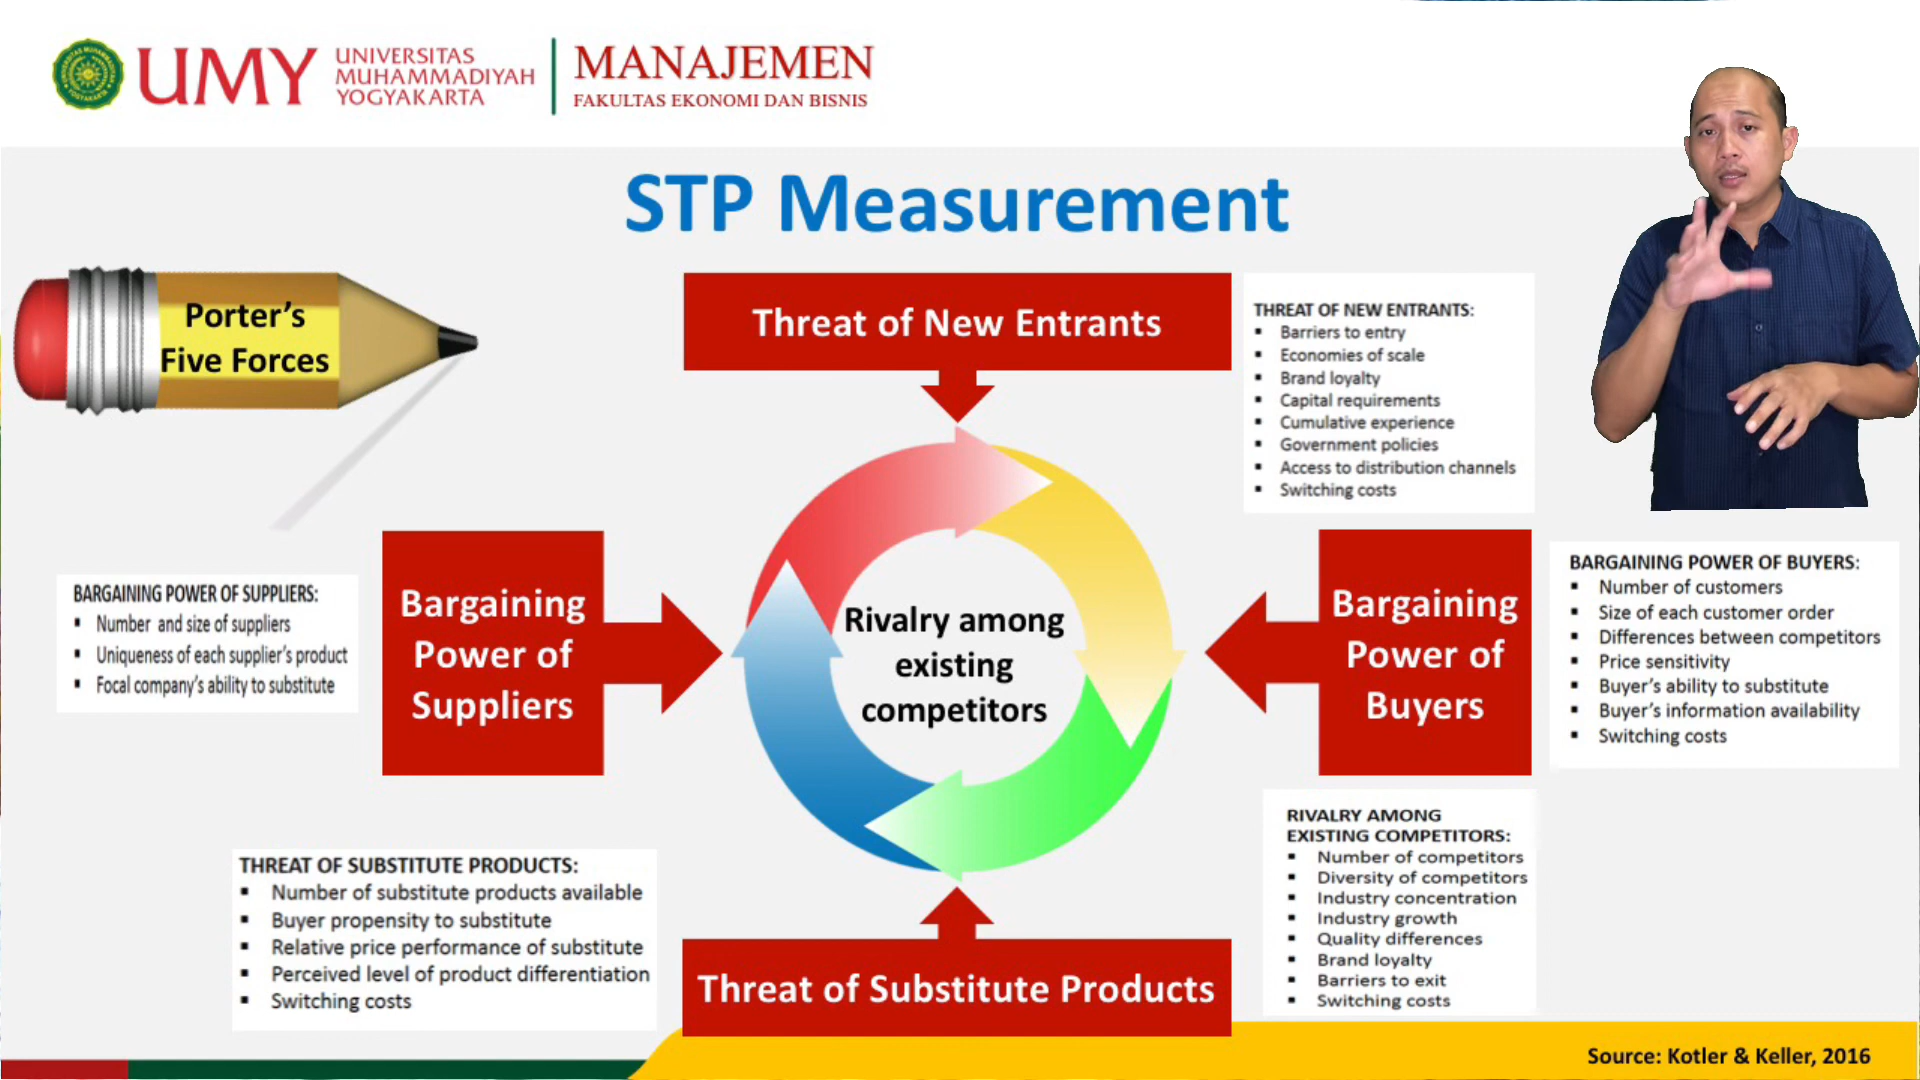 UMY
UNIVERSITAS
MUHAMMADIYAH
YOGYAKARTA
MANAJEMEN
FAKULTAS EKONOMI DAN BISNIS
STP Measurement
Porter's
Five Forces
Threat of New Entrants
THREAT OF NEW ENTRANTS:
▪ Barriers to entry
▪ Economies of scale
▪ Brand loyalty
▪ Capital requirements
▪ Cumulative experience
▪ Government policies
▪ Access to distribution channels
▪ Switching costs
BARGAINING POWER OF SUPPLIERS:
▪ Number and size of suppliers
▪ Uniqueness of each supplier's product
▪ Focal company's ability to substitute
Bargaining
Power of
Suppliers
Rivalry among
existing
competitors
Bargaining
Power of
Buyers
BARGAINING POWER OF BUYERS:
▪ Number of customers
▪ Size of each customer order
▪ Differences between competitors
▪ Price sensitivity
▪ Buyer's ability to substitute
▪ Buyer's information availability
▪ Switching costs
THREAT OF SUBSTITUTE PRODUCTS:
▪ Number of substitute products available
▪ Buyer propensity to substitute
▪ Relative price performance of substitute
▪ Perceived level of product differentiation
▪ Switching costs
Threat of Substitute Products
RIVALRY AMONG
EXISTING COMPETITORS:
▪ Number of competitors
▪ Diversity of competitors
▪ Industry concentration
▪ Industry growth
▪ Quality differences
▪ Brand loyalty
▪ Barriers to exit
▪ Switching costs
Source: Kotler & Keller, 2016